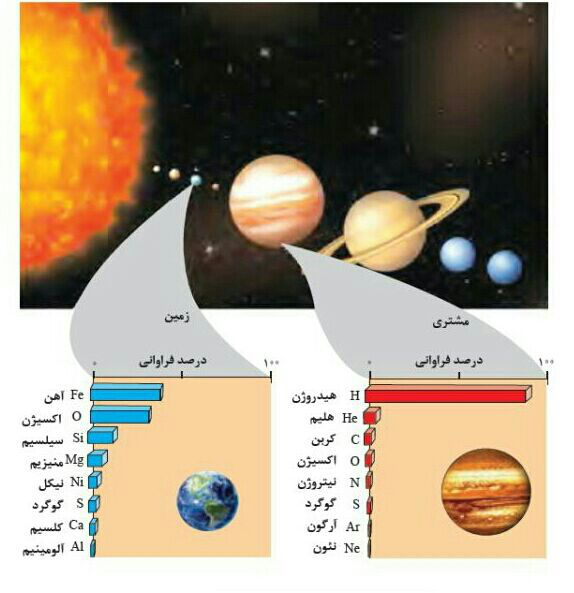 زمین
مشتری
۰ درصد فراوانی ۱۰۰
Fe آهن
O اکسیژن
Si سیلسیم
Mg منیزیم
Ni نیکل
S گوگرد
Ca کلسیم
Al آلومینیم
۰ درصد فراوانی ۱۰۰
H هیدروژن
He هلیم
C کربن
O اکسیژن
N نیتروژن
S گوگرد
Ar آرگون
Ne نئون